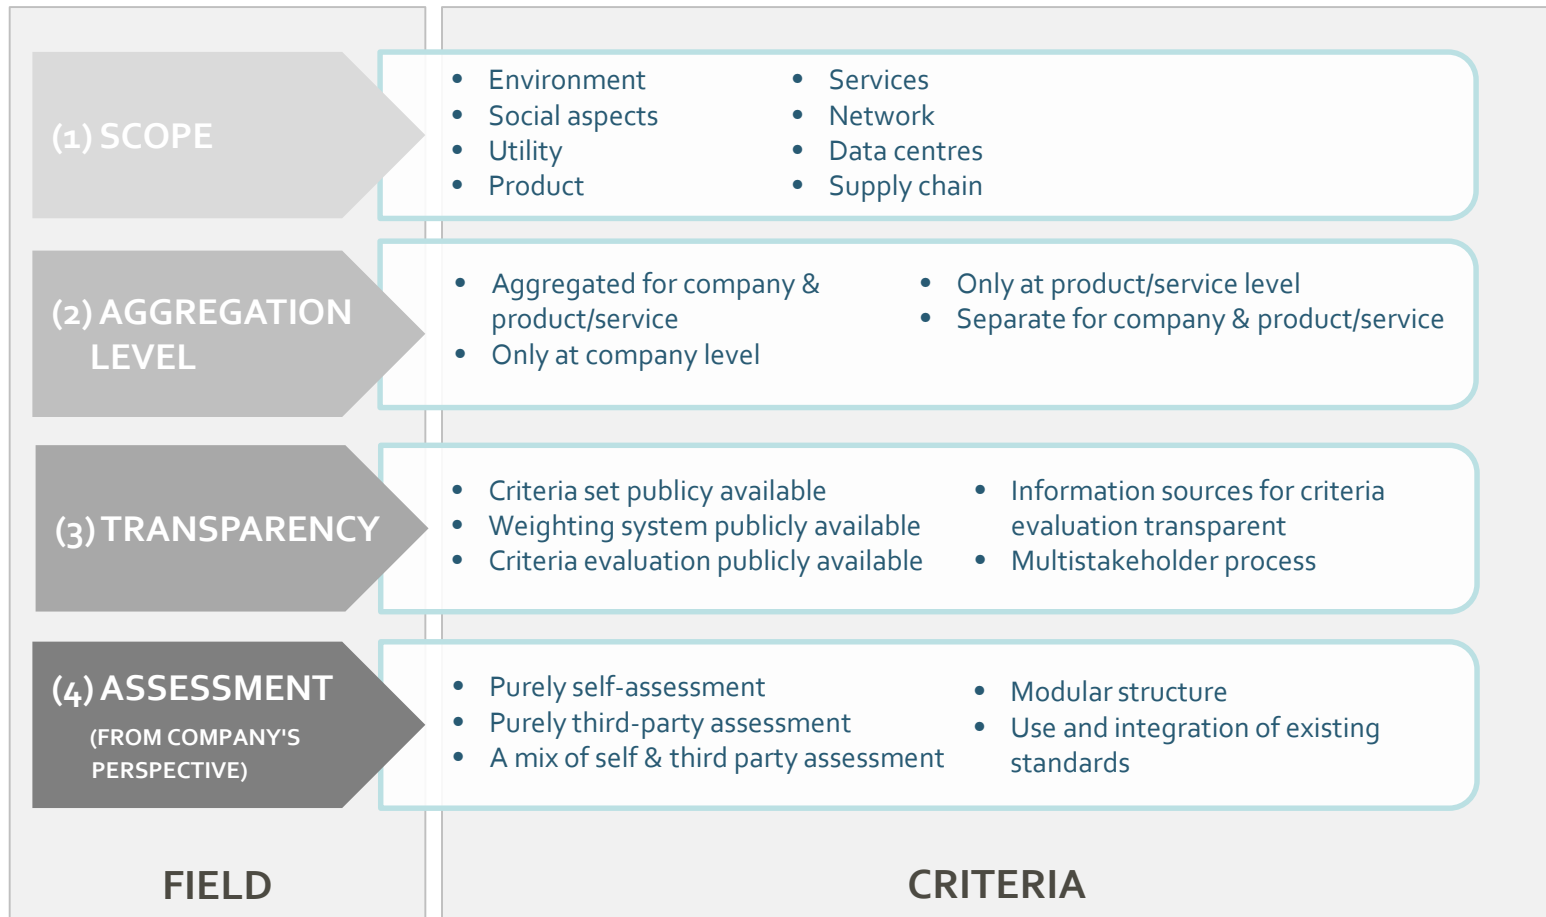 (1) SCOPE
• Environment
• Social aspects
• Utility
• Product
• Services
• Network
• Data centres
• Supply chain
(2) AGGREGATION
LEVEL
• Aggregated for company &
product/service
• Only at company level
• Only at product/service level
• Separate for company & product/service
(3) TRANSPARENCY
• Criteria set publicy available
• Weighting system publicly available
• Criteria evaluation publicly available
• Information sources for criteria
evaluation transparent
• Multistakeholder process
(4) ASSESSMENT
(FROM COMPANY'S
PERSPECTIVE)
• Purely self-assessment
• Purely third-party assessment
• A mix of self & third party assessment
• Modular structure
• Use and integration of existing
standards
FIELD
CRITERIA